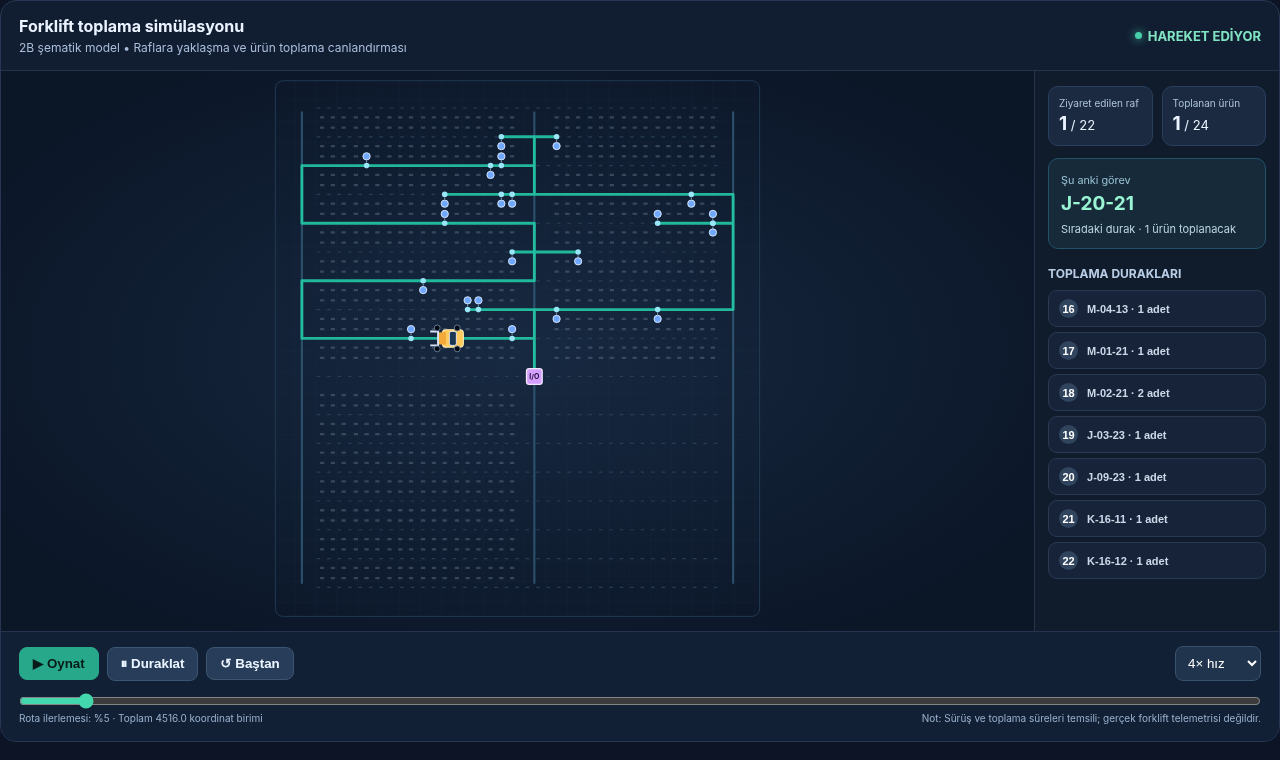 Forklift toplama simülasyonu
2B şematik model • Raflara yaklaşma ve ürün toplama canlandırması
HAREKET EDİYOR
I/O
Ziyaret edilen raf
1 / 22
Toplanan ürün
1 / 24
Şu anki görev
J-20-21
Sıradaki durak · 1 ürün toplanacak
TOPLAMA DURAKLARI
16 M-04-13 · 1 adet
17 M-01-21 · 1 adet
18 M-02-21 · 2 adet
19 J-03-23 · 1 adet
20 J-09-23 · 1 adet
21 K-16-11 · 1 adet
22 K-16-12 · 1 adet
▶ Oynat
⏸ Duraklat
↺ Baştan
4× hız
Rota ilerlemesi: %5 · Toplam 4516.0 koordinat birimi
Not: Sürüş ve toplama süreleri temsili; gerçek forklift telemetrisi değildir.